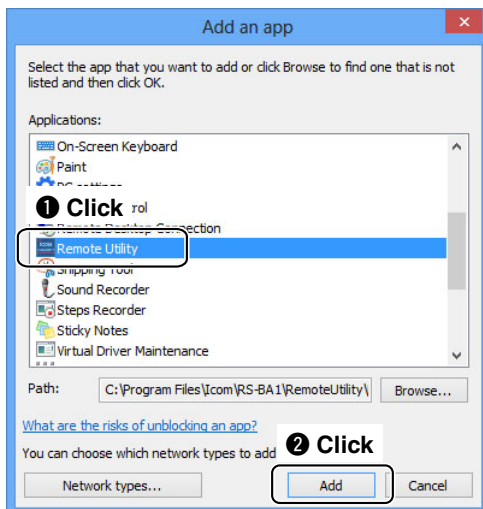 Add an app
Select the app that you want to add or click Browse to find one that is not
listed and then click OK.
Applications:
On-Screen Keyboard
Paint
❶ Click
Remote Utility
Sound Recorder
Steps Recorder
Sticky Notes
Virtual Driver Maintenance
Path: C:\Program Files\Icom\RS-BA1\RemoteUtility\ Browse...
What are the risks of unblocking an app?
❷ Click
You can choose which network types to add
Network types... Add Cancel